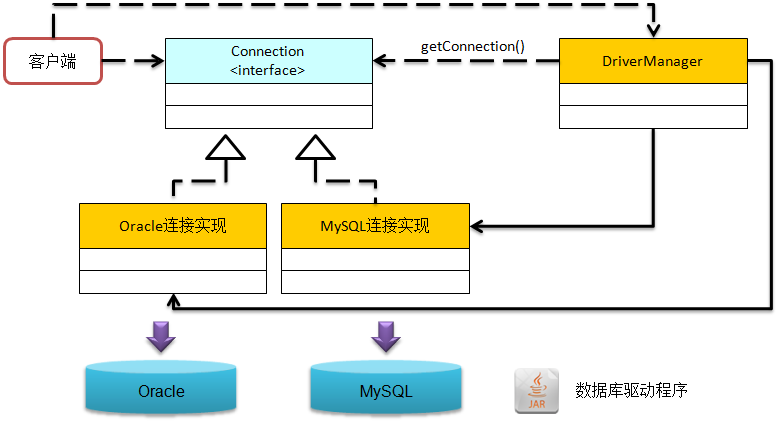 客户端
Connection
<interface>
getConnection()
DriverManager
Oracle连接实现
MySQL连接实现
Oracle
MySQL
JAR
数据库驱动程序